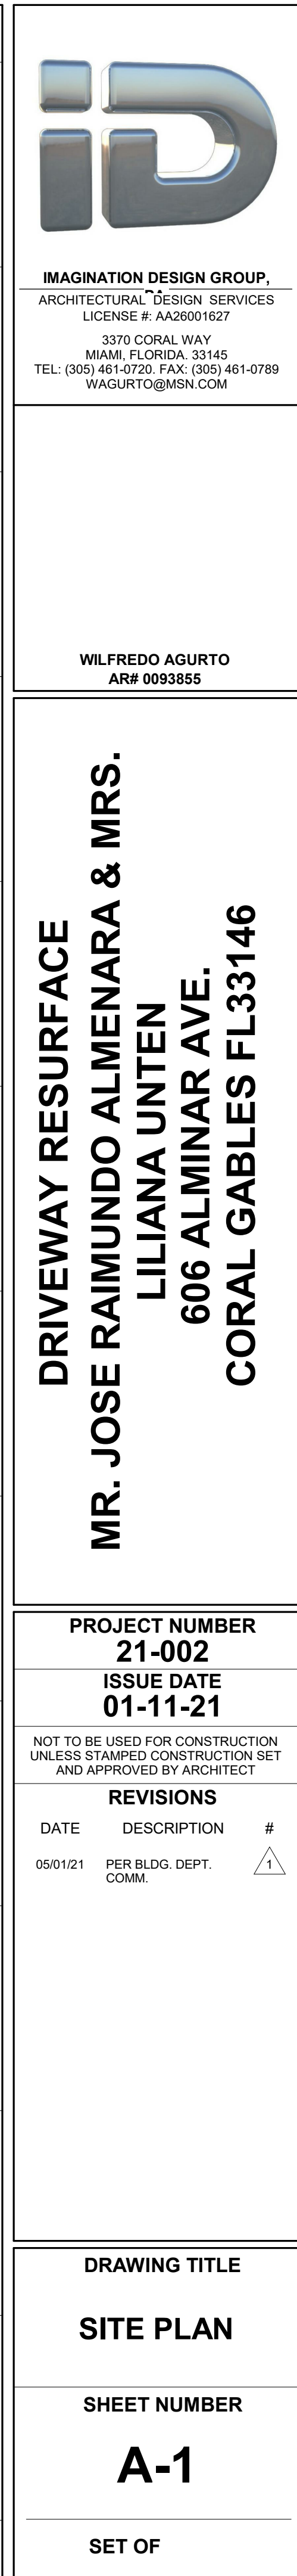 iD
IMAGINATION DESIGN GROUP,
PA
ARCHITECTURAL DESIGN SERVICES
LICENSE #: AA26001627
3370 CORAL WAY
MIAMI, FLORIDA. 33145
TEL: (305) 461-0720. FAX: (305) 461-0789
WAGURTO@MSN.COM
WILFREDO AGURTO
AR# 0093855
DRIVEWAY RESURFACE
MR. JOSE RAIMUNDO ALMENARA & MRS.
LILIANA UNTEN
606 ALMINAR AVE.
CORAL GABLES FL33146
PROJECT NUMBER
21-002
ISSUE DATE
01-11-21
NOT TO BE USED FOR CONSTRUCTION
UNLESS STAMPED CONSTRUCTION SET
AND APPROVED BY ARCHITECT
REVISIONS
DATE DESCRIPTION #
05/01/21 PER BLDG. DEPT. 1
COMM.
DRAWING TITLE
SITE PLAN
SHEET NUMBER
A-1
SET OF